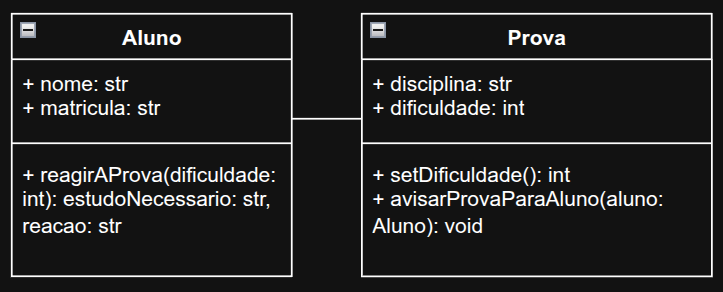 Aluno
+ nome: str
+ matricula: str
+ reagirAProva(dificuldade:
int): estudoNecessario: str,
reacao: str
Prova
+ disciplina: str
+ dificuldade: int
+ setDificuldade(): int
+ avisarProvaParaAluno(aluno:
Aluno): void